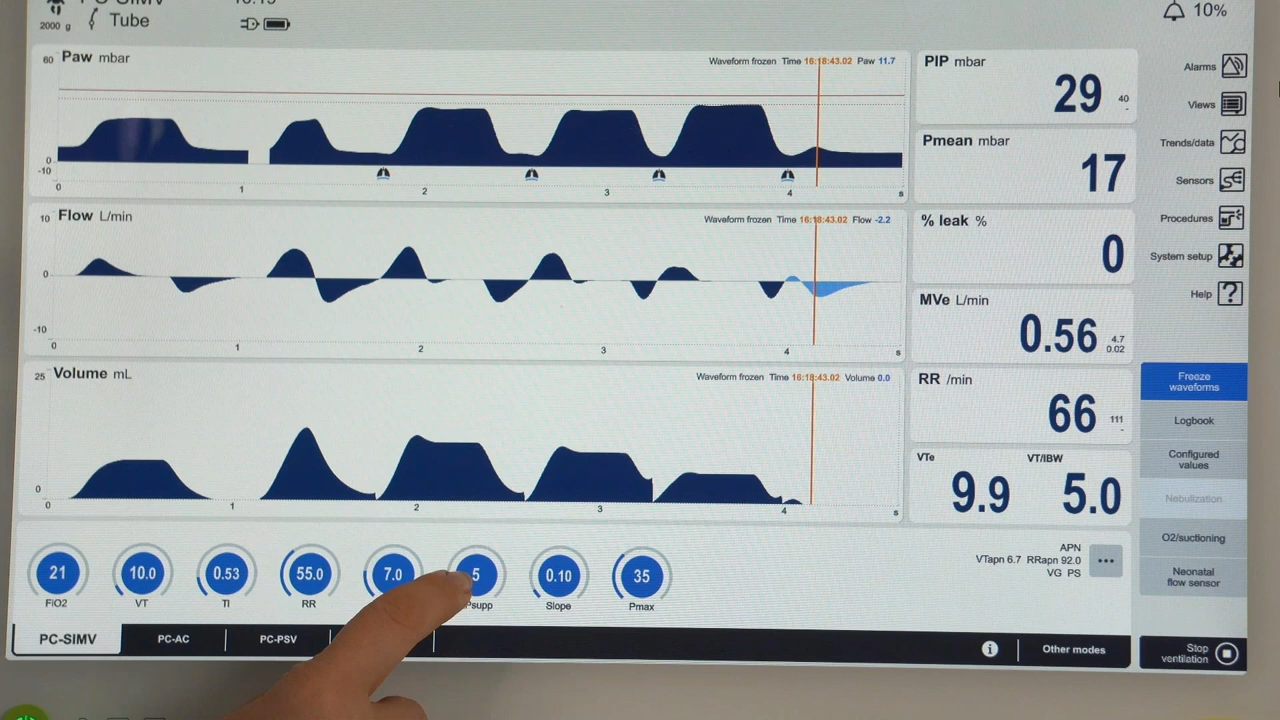 PC-SIMV
2000 g Tube
10%
60 Paw mbar
Waveform frozen Time 16:18:43.02 Paw 11.7
0
-10
0 1 2 3 4 s
10 Flow L/min
Waveform frozen Time 16:18:43.02 Flow -2.2
0
-10
0 1 2 3 4 s
25 Volume mL
Waveform frozen Time 16:18:43.02 Volume 0.0
0
0 1 2 3 4 s
PIP mbar
29 40
-
Pmean mbar
17
% leak %
0
MVe L/min
0.56 4.7
0.02
RR /min
66 111
-
VTe VT/IBW
9.9 5.0
Alarms
Views
Trends/data
Sensors
Procedures
System setup
Help ?
Freeze
waveforms
Logbook
Configured
values
Nebulization
O2/suctioning
Neonatal
flow sensor
21 10.0 0.53 55.0 7.0 5 0.10 35
FiO2 VT TI RR Psupp Slope Pmax
APN
VTapn 6.7 RRapn 92.0
VG PS
PC-SIMV PC-AC PC-PSV
i Other modes
Stop
ventilation